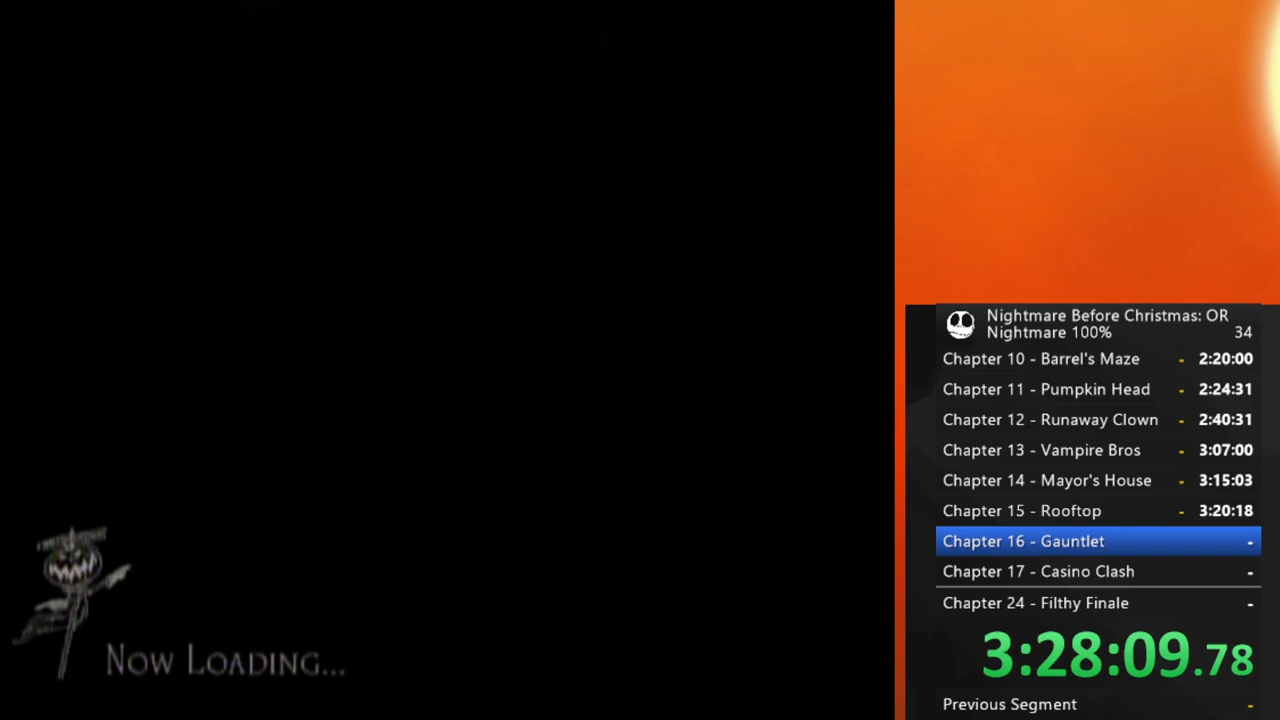 Now Loading...
Nightmare Before Christmas: OR
Nightmare 100% 34
Chapter 10 - Barrel's Maze - 2:20:00
Chapter 11 - Pumpkin Head - 2:24:31
Chapter 12 - Runaway Clown - 2:40:31
Chapter 13 - Vampire Bros - 3:07:00
Chapter 14 - Mayor's House - 3:15:03
Chapter 15 - Rooftop - 3:20:18
Chapter 16 - Gauntlet -
Chapter 17 - Casino Clash -
Chapter 24 - Filthy Finale -
3:28:09.78
Previous Segment -